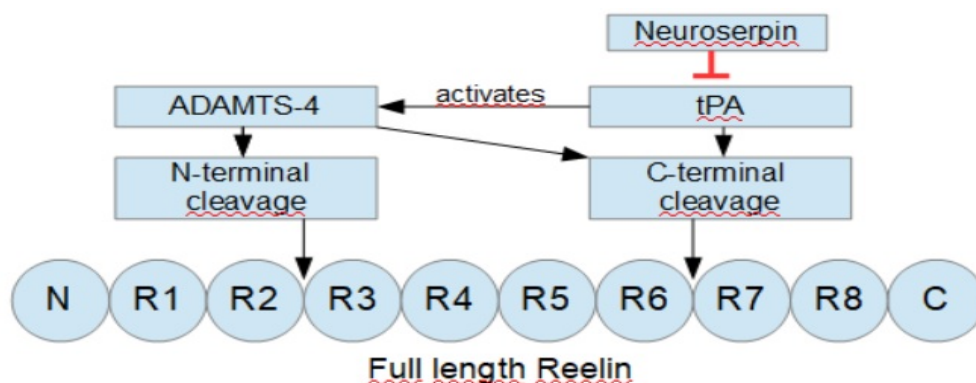 Neuroserpin
ADAMTS-4
activates
tPA
N-terminal
cleavage
C-terminal
cleavage
N R1 R2 R3 R4 R5 R6 R7 R8 C
Full length Reelin